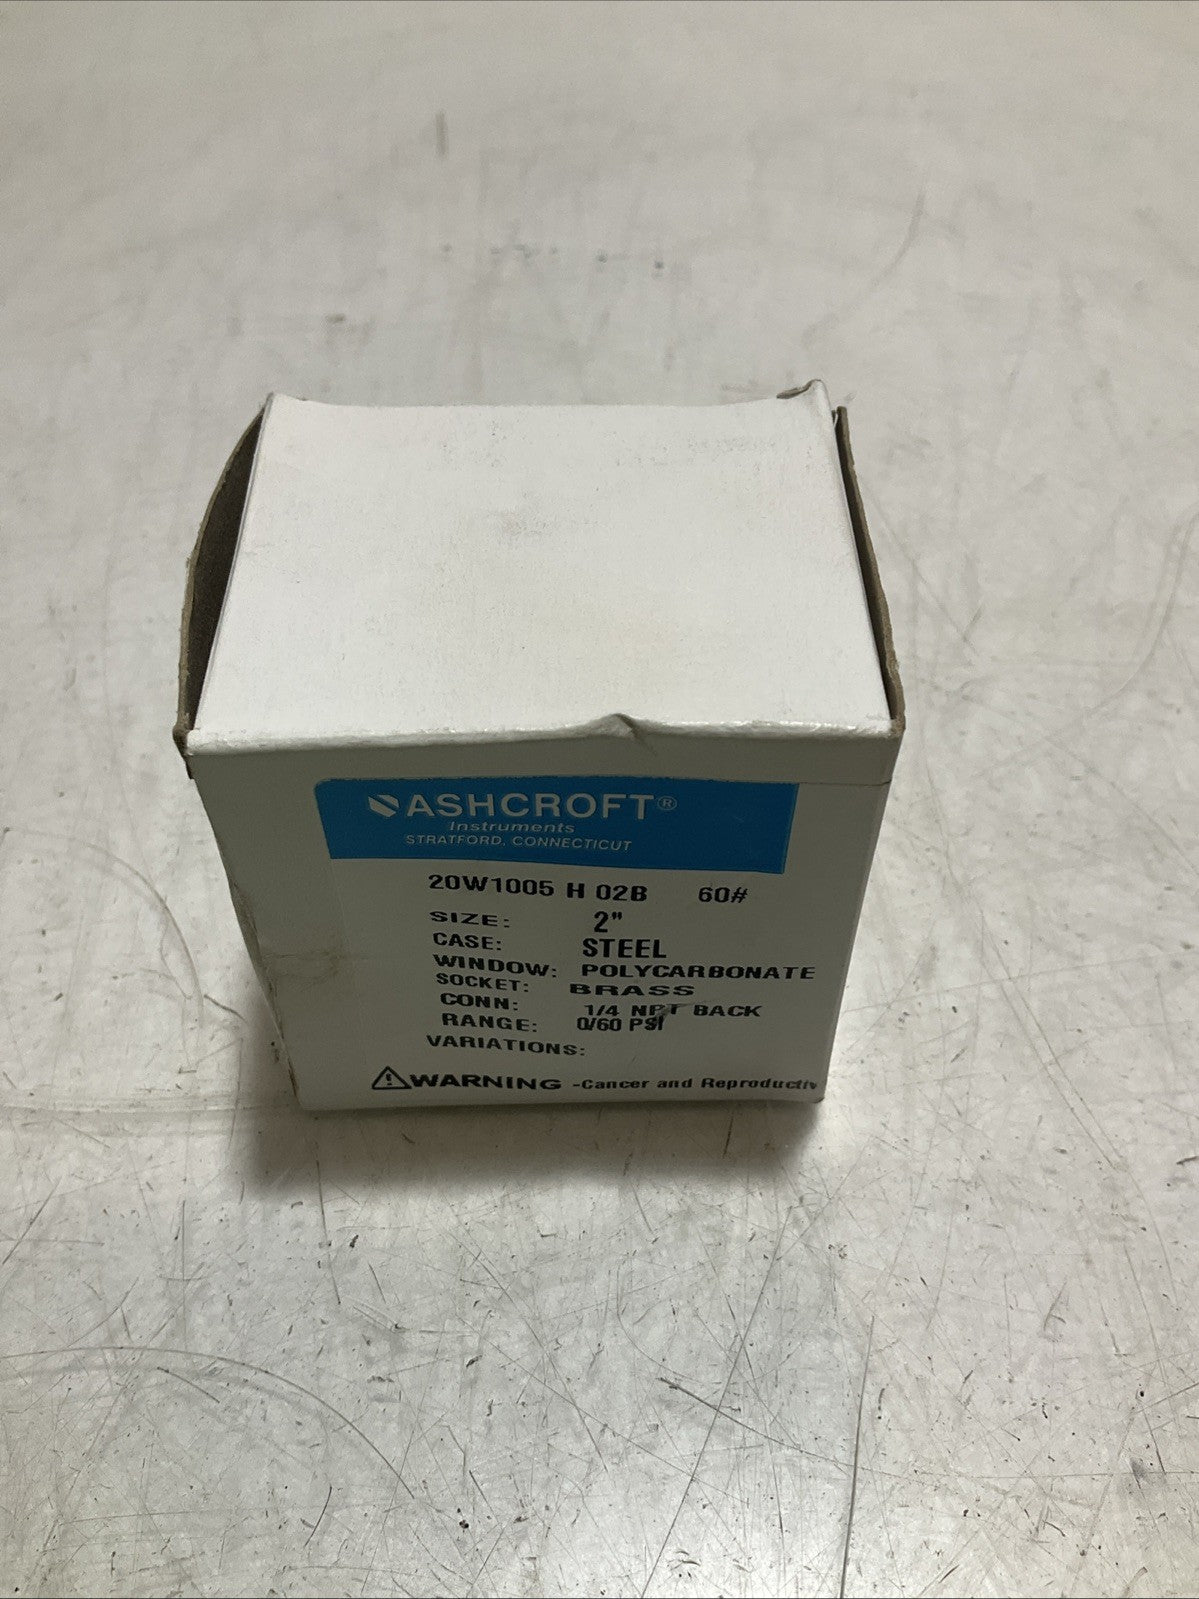 ASHCROFT®
Instruments
STRATFORD, CONNECTICUT
20W1005 H 02B 60#
SIZE: 2"
CASE: STEEL
WINDOW: POLYCARBONATE
SOCKET: BRASS
CONN: 1/4 NPT BACK
RANGE: 0/60 PSI
VARIATIONS:
⚠WARNING -Cancer and Reproductiv